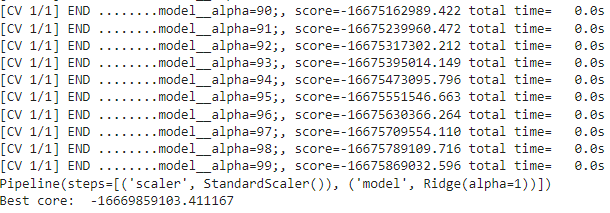 [CV 1/1] END ........model__alpha=90;, score=-16675162989.422 total time=   0.0s
[CV 1/1] END ........model__alpha=91;, score=-16675239960.472 total time=   0.0s
[CV 1/1] END ........model__alpha=92;, score=-16675317302.212 total time=   0.0s
[CV 1/1] END ........model__alpha=93;, score=-16675395014.149 total time=   0.0s
[CV 1/1] END ........model__alpha=94;, score=-16675473095.796 total time=   0.0s
[CV 1/1] END ........model__alpha=95;, score=-16675551546.663 total time=   0.0s
[CV 1/1] END ........model__alpha=96;, score=-16675630366.264 total time=   0.0s
[CV 1/1] END ........model__alpha=97;, score=-16675709554.110 total time=   0.0s
[CV 1/1] END ........model__alpha=98;, score=-16675789109.716 total time=   0.0s
[CV 1/1] END ........model__alpha=99;, score=-16675869032.596 total time=   0.0s
Pipeline(steps=[('scaler', StandardScaler()), ('model', Ridge(alpha=1))])
Best core:  -16669859103.411167